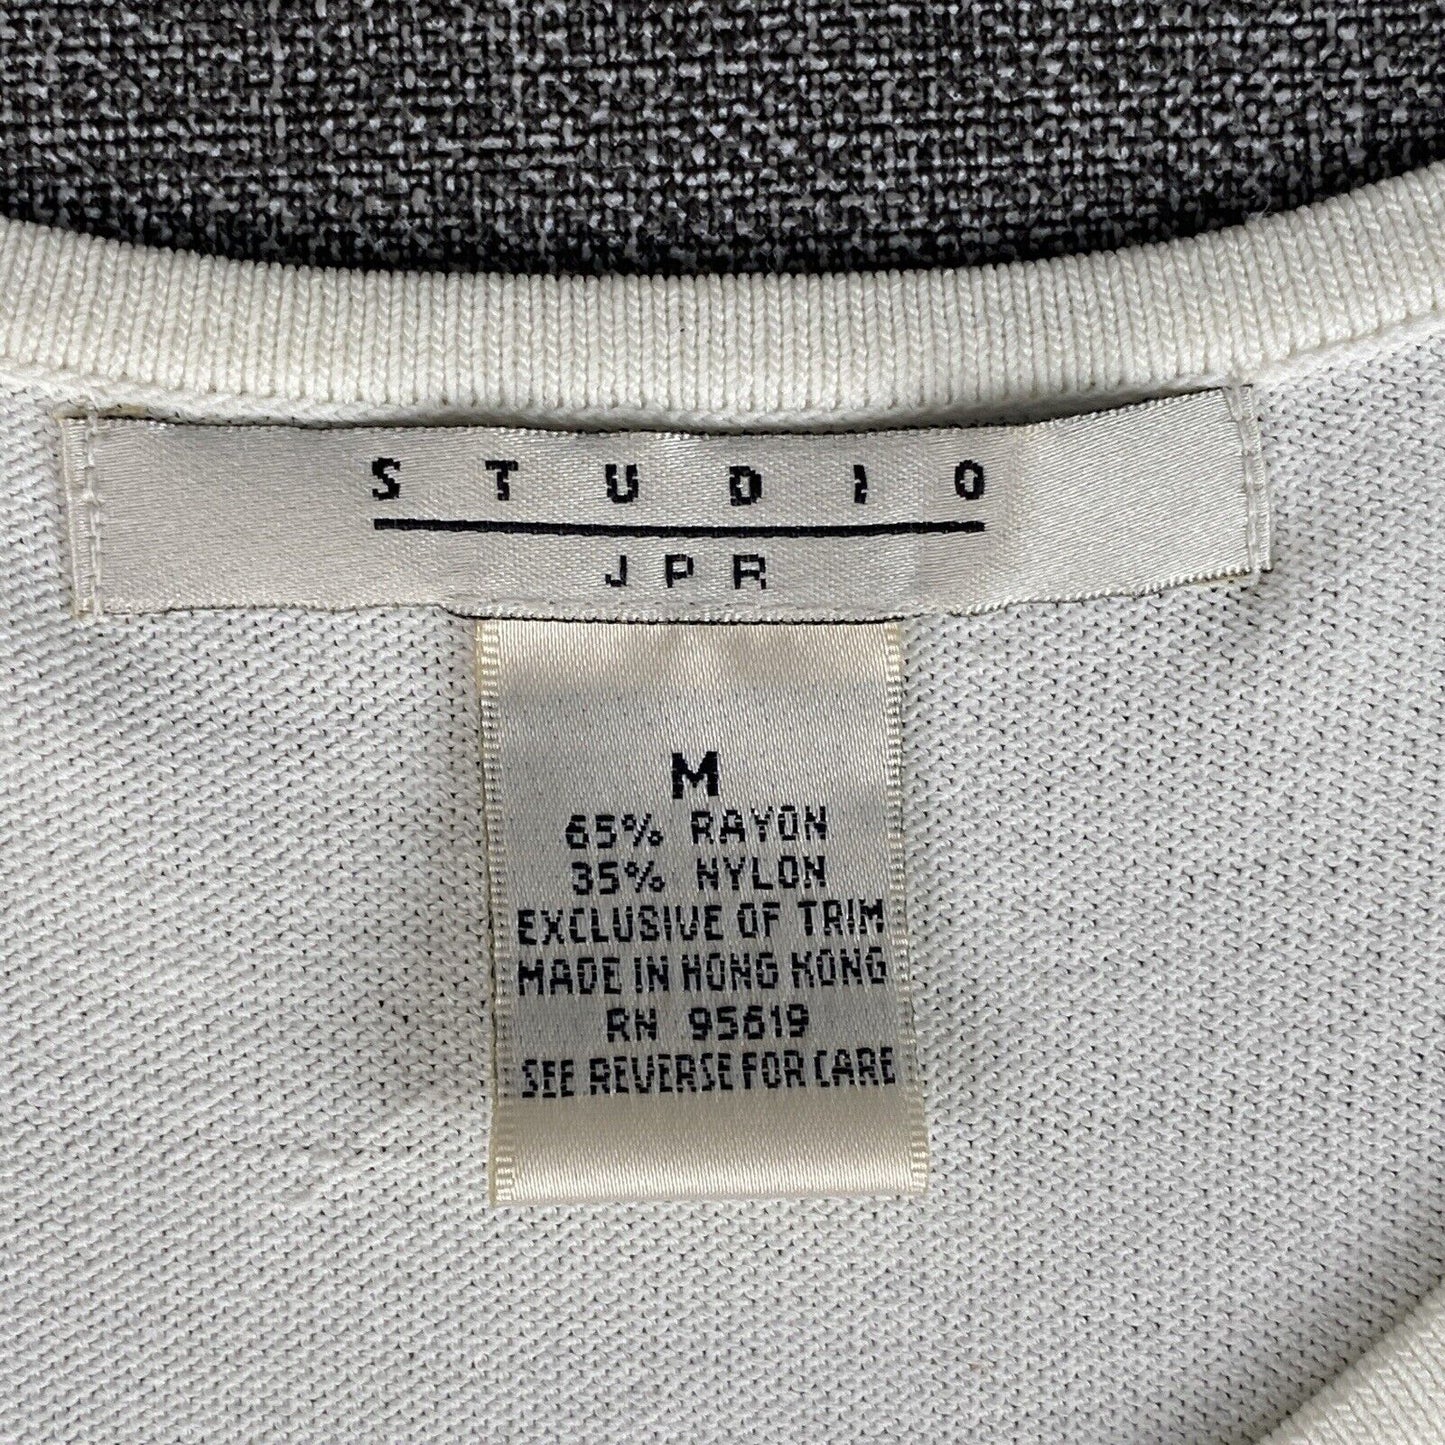 STUDIO
JPR
M
65% RAYON
35% NYLON
EXCLUSIVE OF TRIM
MADE IN HONG KONG
RN 95619
SEE REVERSE FOR CARE